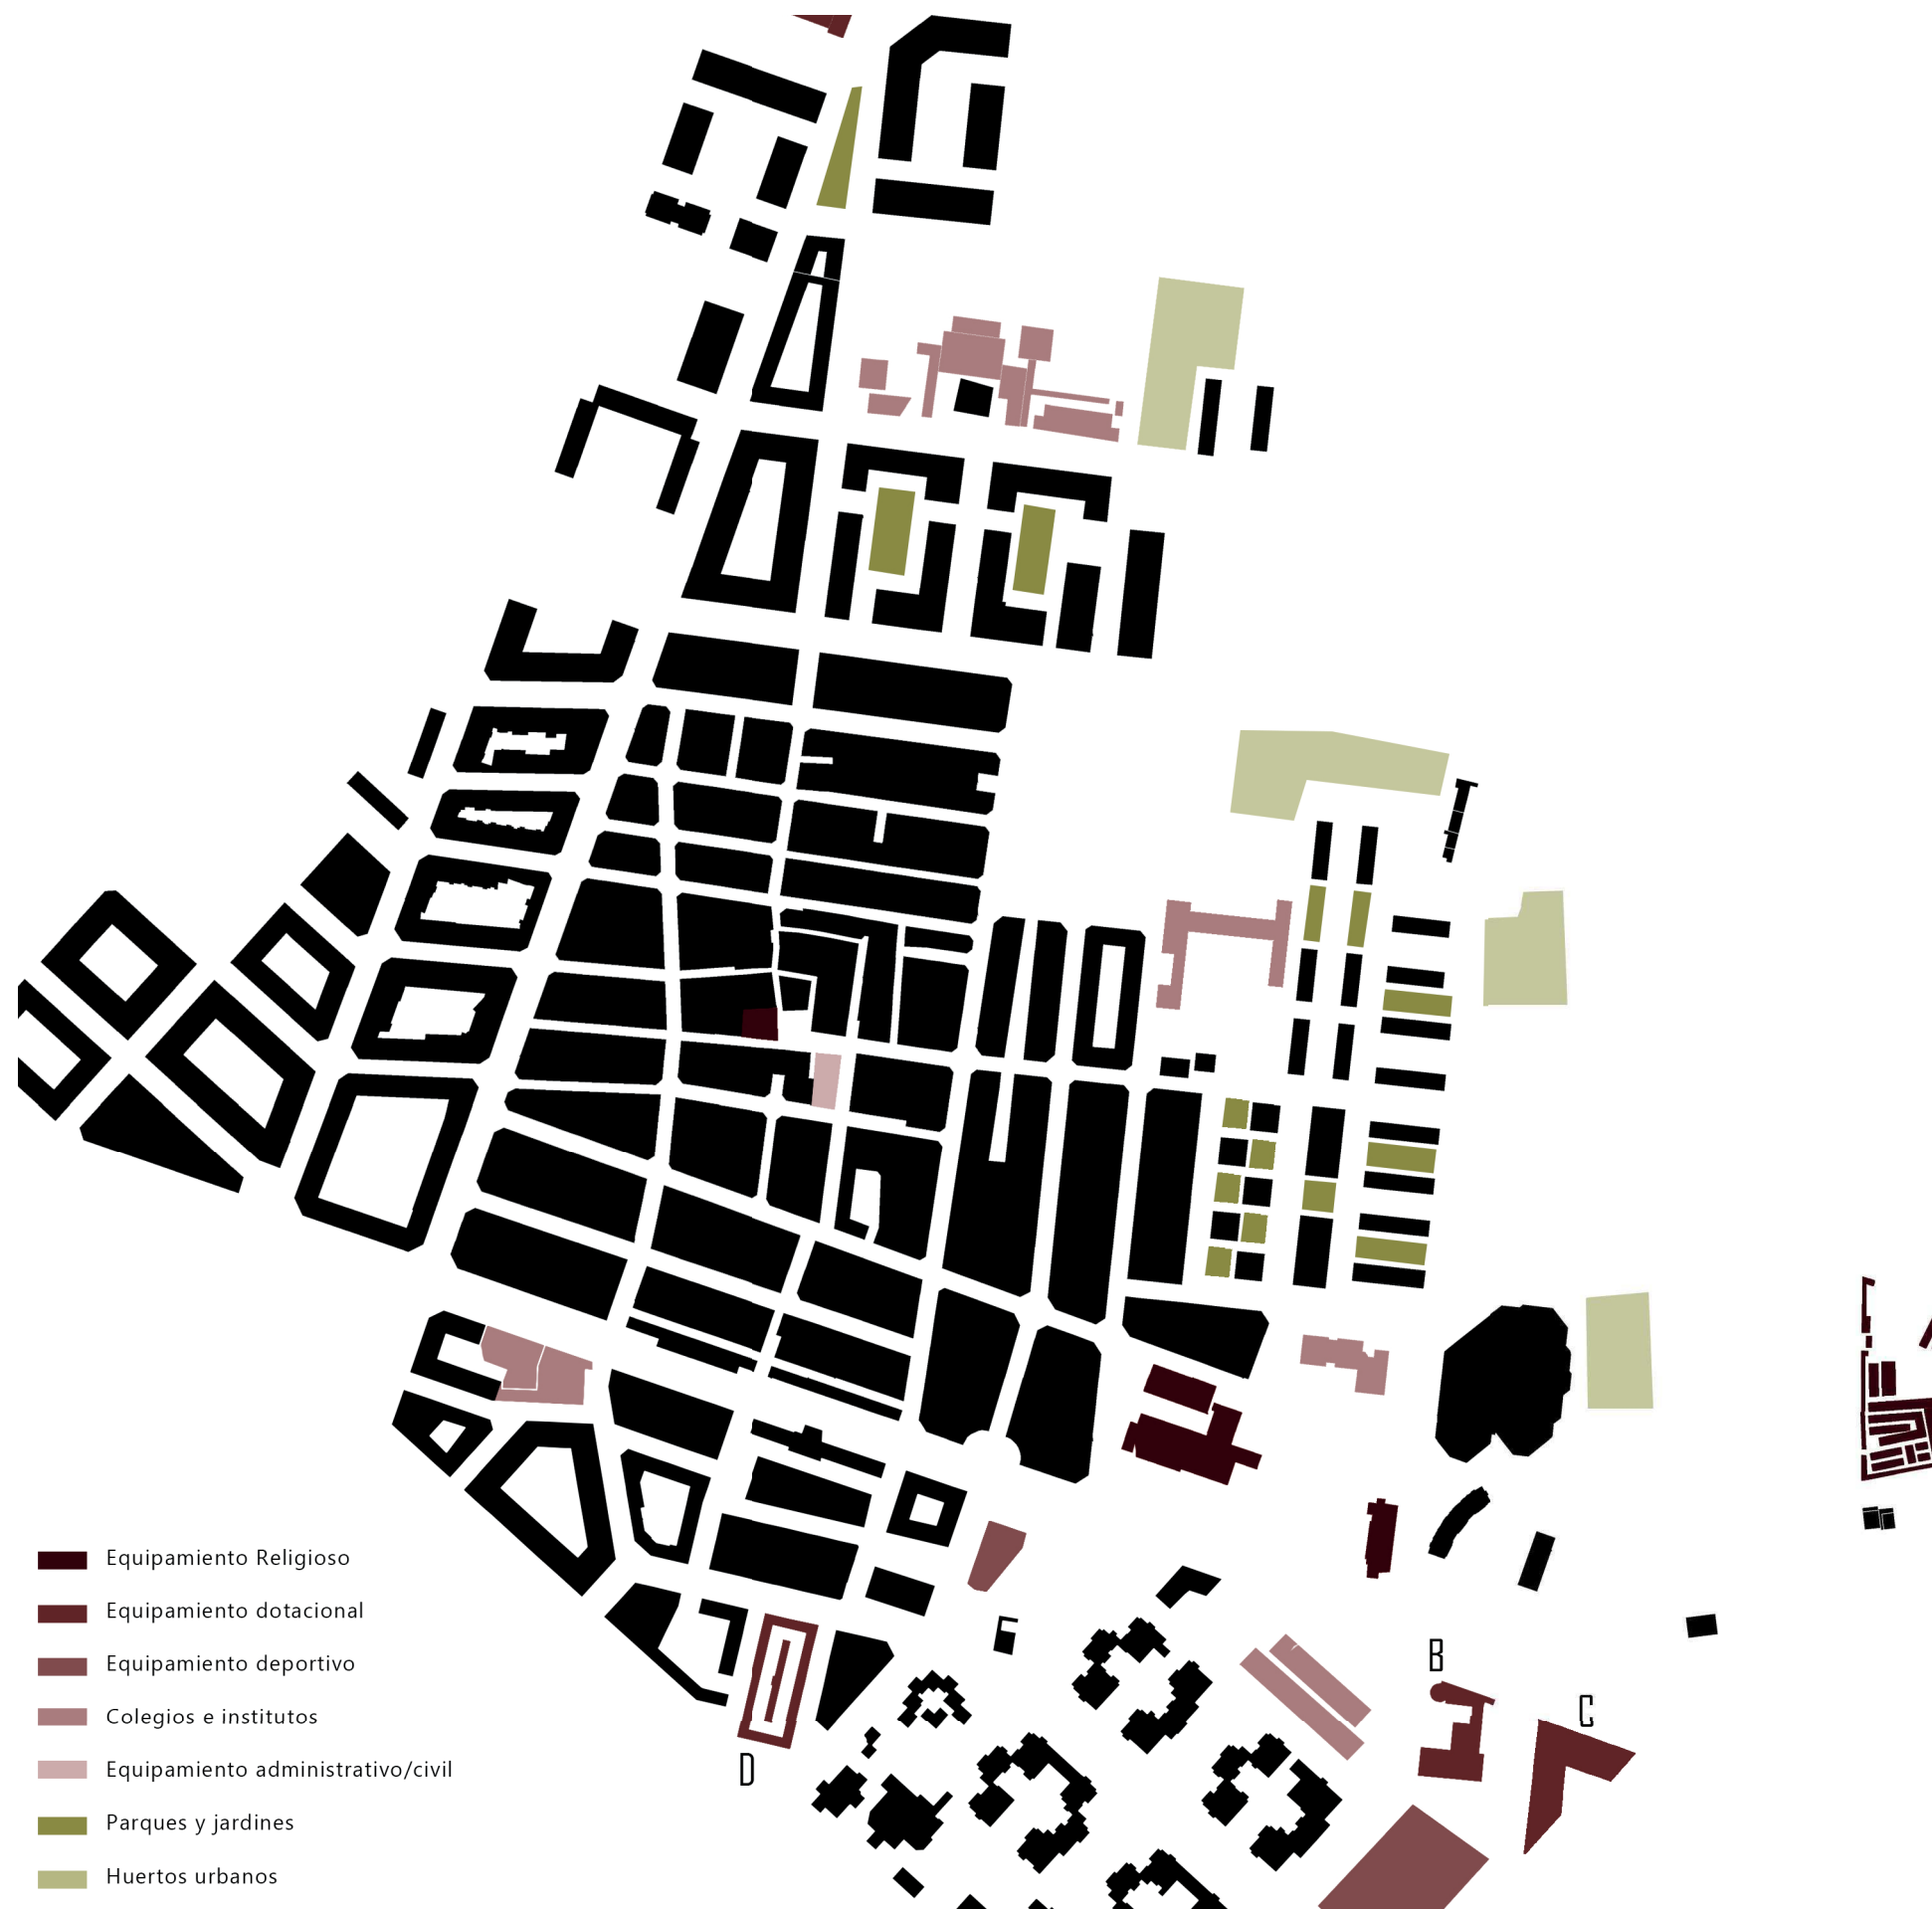 Equipamiento Religioso
Equipamiento dotacional
Equipamiento deportivo
Colegios e institutos
Equipamiento administrativo/civil
Parques y jardines
Huertos urbanos
B
C
D